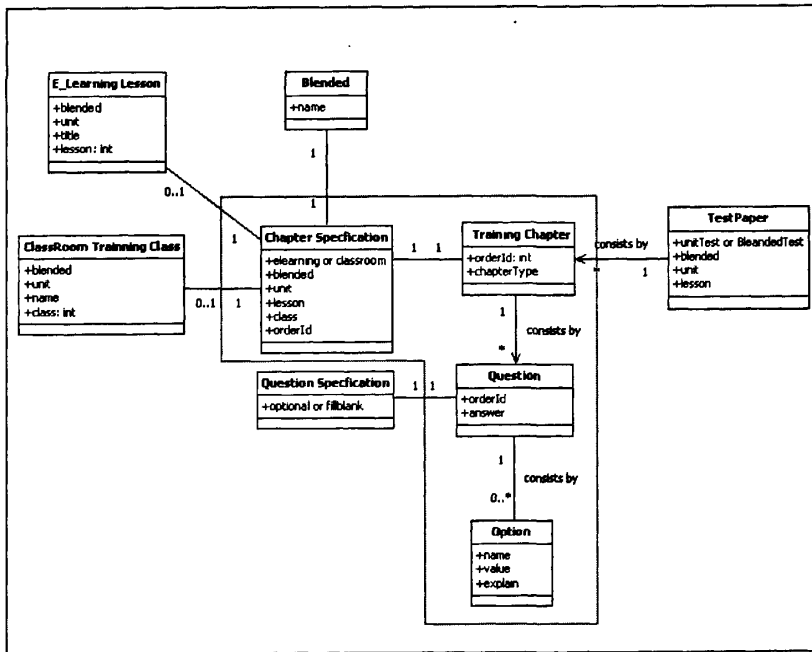 E_Learning Lesson
+blended
+unit
+title
+lesson: int
Blended
+name
1
1
0..1
1
ClassRoom Trainning Class
+blended
+unit
+name
+class: int
0..1
1
Chapter Specfication
+elearning or classroom
+blended
+unit
+lesson
+class
+orderId
1
1
Training Chapter
+orderId: int
+chapterType
consists by
*
1
TestPaper
+unitTest or BleandedTest
+blended
+unit
+lesson
1
consists by
*
Question Specfication
+optional or fillblank
1
1
Question
+orderId
+answer
1
consists by
0..*
Option
+name
+value
+explain